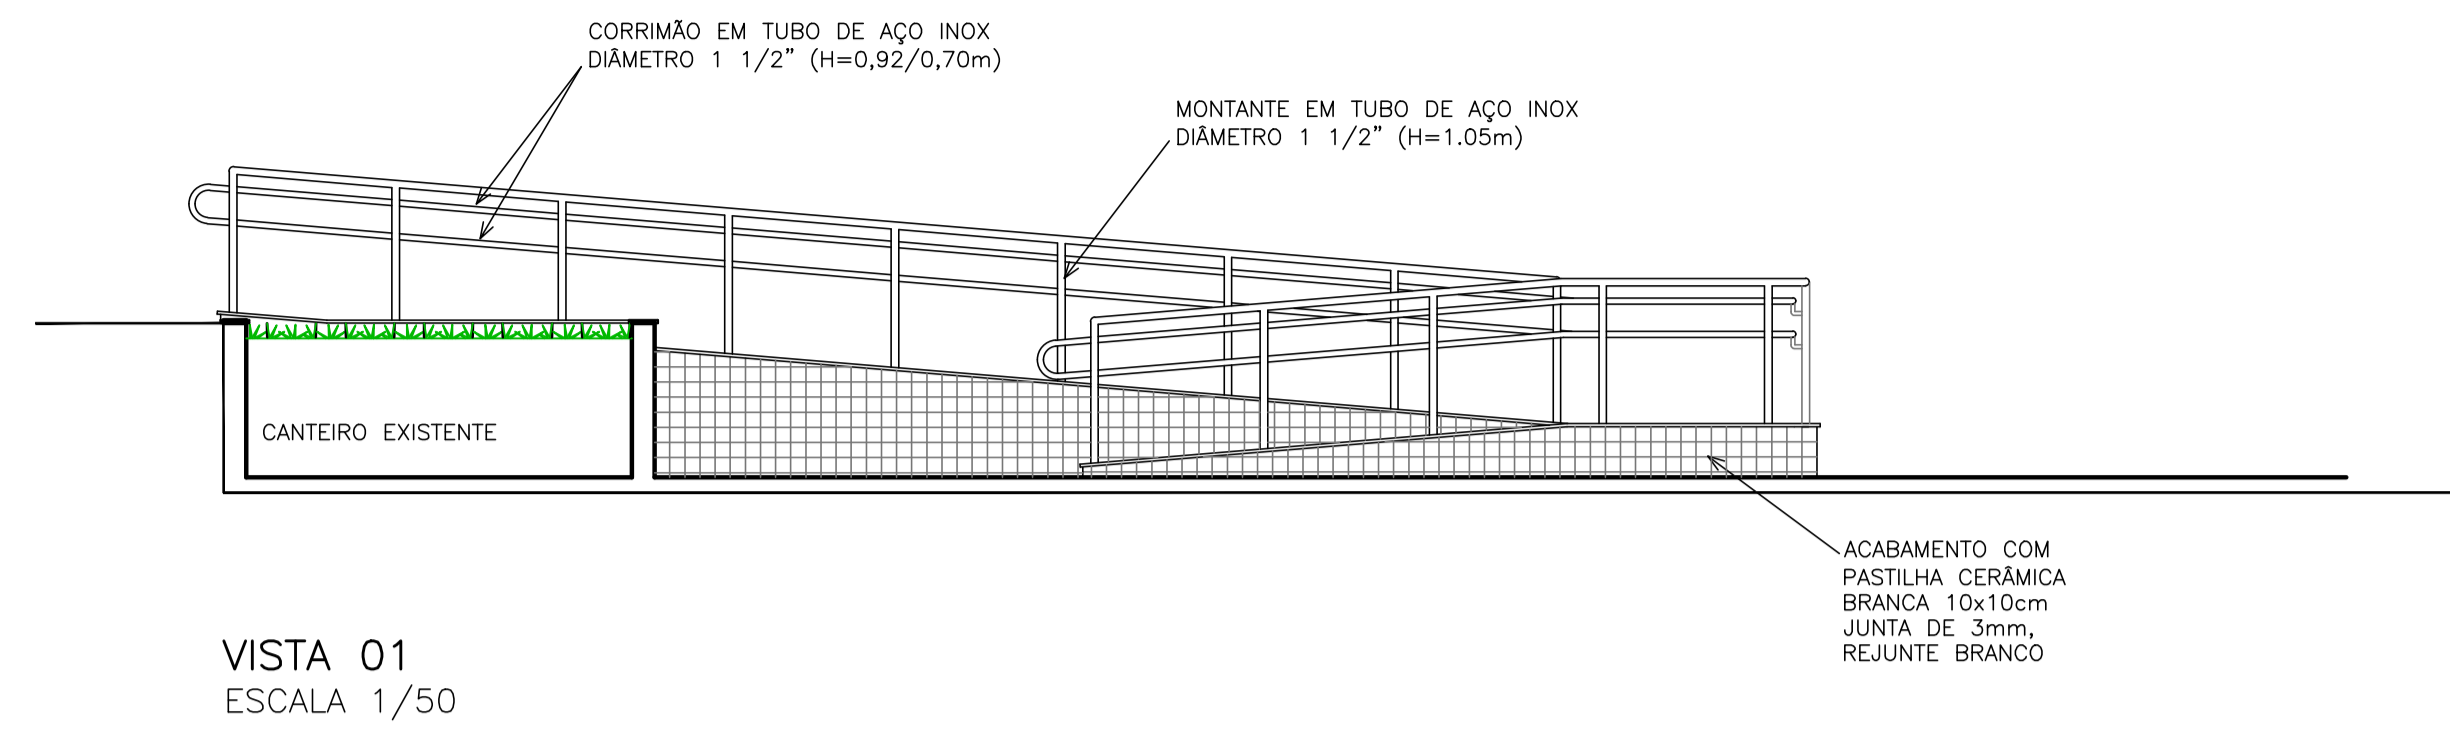 CORRIMÃO EM TUBO DE AÇO INOX
DIÂMETRO 1 1/2" (H=0,92/0,70m)
MONTANTE EM TUBO DE AÇO INOX
DIÂMETRO 1 1/2" (H=1.05m)
CANTEIRO EXISTENTE
ACABAMENTO COM
PASTILHA CERÂMICA
BRANCA 10x10cm
JUNTA DE 3mm,
REJUNTE BRANCO
VISTA 01
ESCALA 1/50